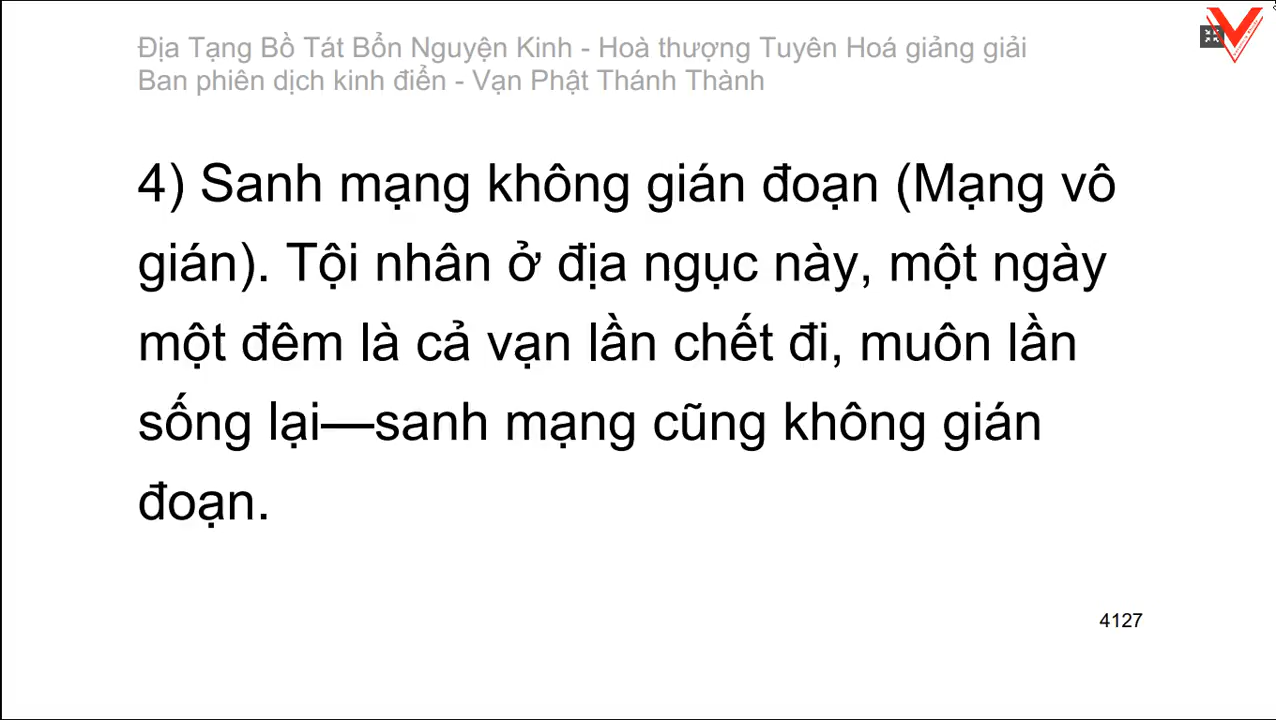 Địa Tạng Bồ Tát Bổn Nguyện Kinh - Hoà thượng Tuyên Hoá giảng giải
Ban phiên dịch kinh điển - Vạn Phật Thánh Thành
4) Sanh mạng không gián đoạn (Mạng vô
gián). Tội nhân ở địa ngục này, một ngày
một đêm là cả vạn lần chết đi, muôn lần
sống lại—sanh mạng cũng không gián
đoạn.
4127